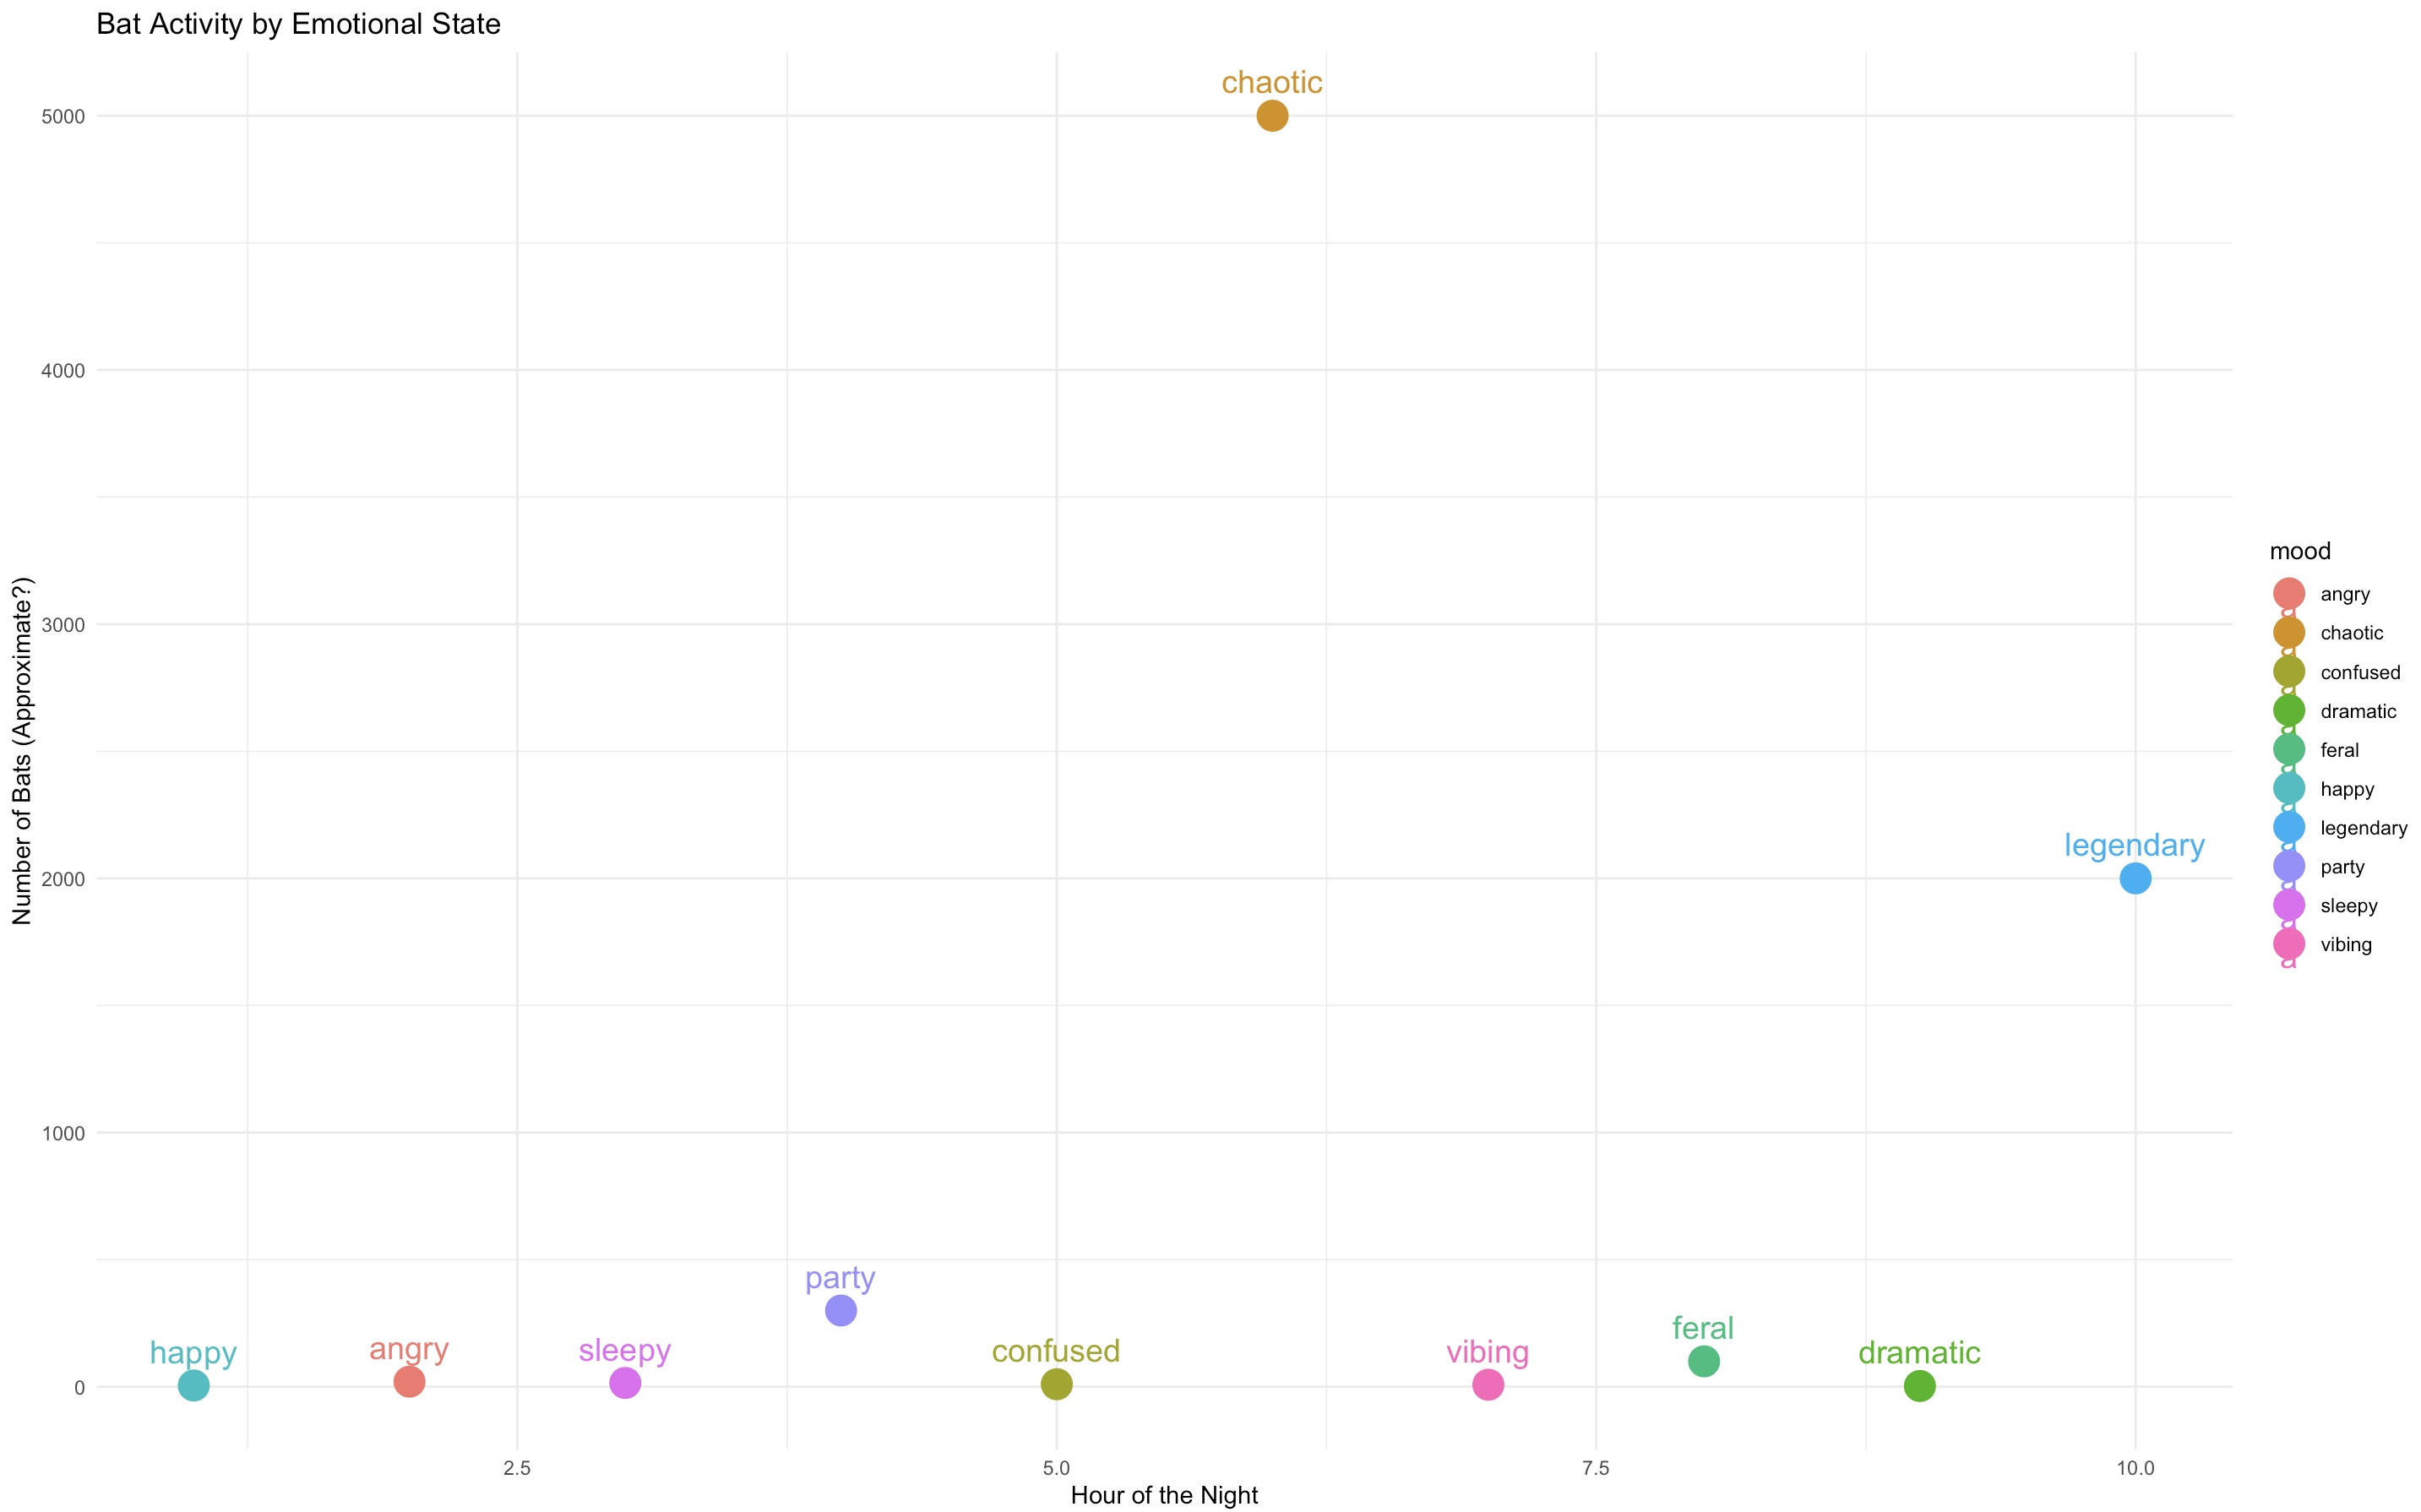 Bat Activity by Emotional State
Number of Bats (Approximate?)
5000
4000
3000
2000
1000
0
chaotic
legendary
party
feral
happy
angry
sleepy
confused
vibing
dramatic
2.5
5.0
7.5
10.0
Hour of the Night
mood
angry
chaotic
confused
dramatic
feral
happy
legendary
party
sleepy
vibing